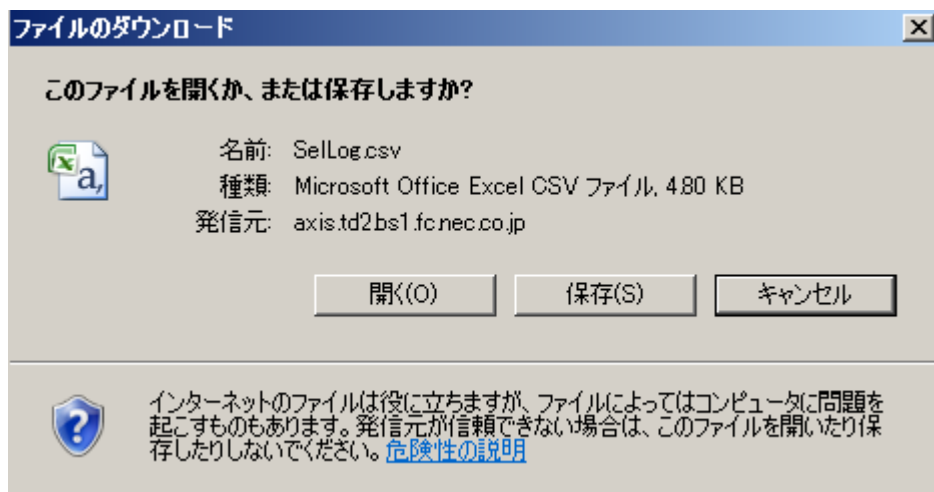 ファイルのダウンロード
このファイルを開くか、または保存しますか?
名前: SelLog.csv
種類: Microsoft Office Excel CSV ファイル, 4.80 KB
発信元: axis.td2.bs1.fc.nec.co.jp
開く(O) 保存(S) キャンセル
インターネットのファイルは役に立ちますが、ファイルによってはコンピュータに問題を
起こすものもあります。発信元が信頼できない場合は、このファイルを開いたり保
存したりしないでください。危険性の説明